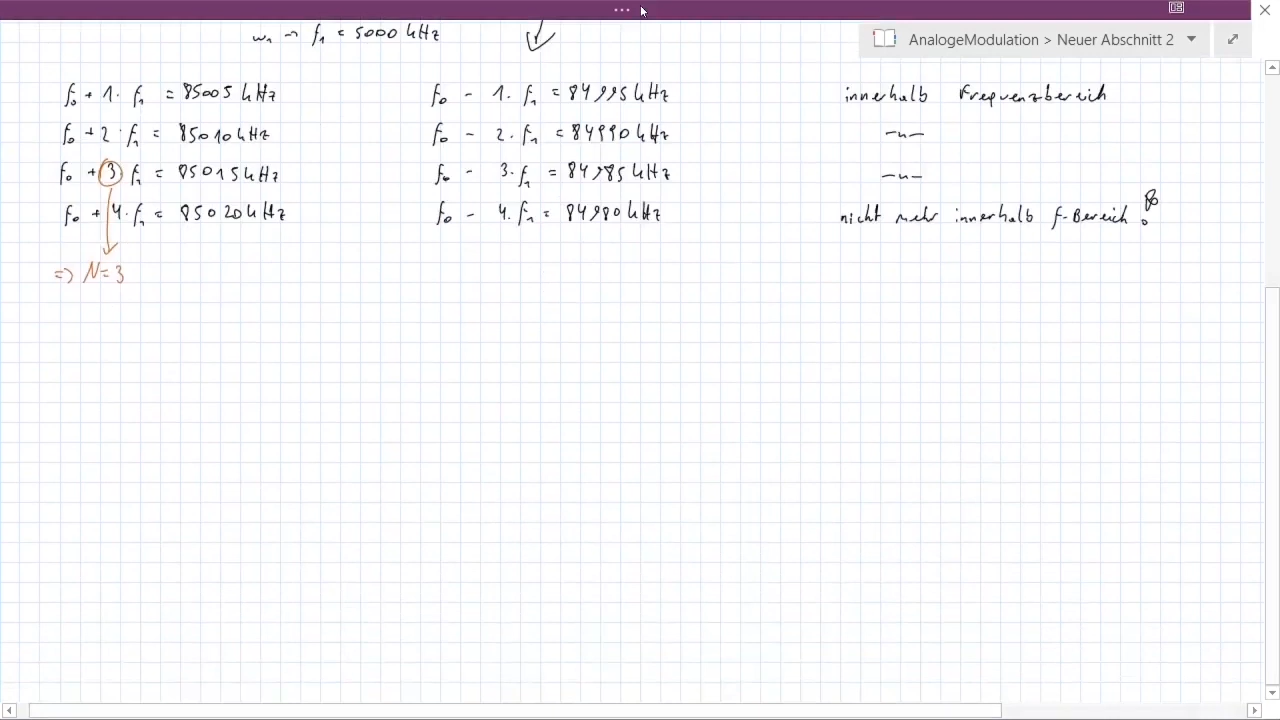 AnalogeModulation > Neuer Abschnitt 2
ω₁ → f₁ = 5000 kHz
f₀ + 1 · f₁ = 85005 kHz f₀ - 1 · f₁ = 84995 kHz innerhalb Frequenzbereich
f₀ + 2 · f₁ = 85010 kHz f₀ - 2 · f₁ = 84990 kHz —"—
f₀ + 3 f₁ = 85015 kHz f₀ - 3 · f₁ = 84985 kHz —"—
f₀ + 4 · f₁ = 85020 kHz f₀ - 4 · f₁ = 84980 kHz nicht mehr innerhalb f-Bereich !
=> N = 3